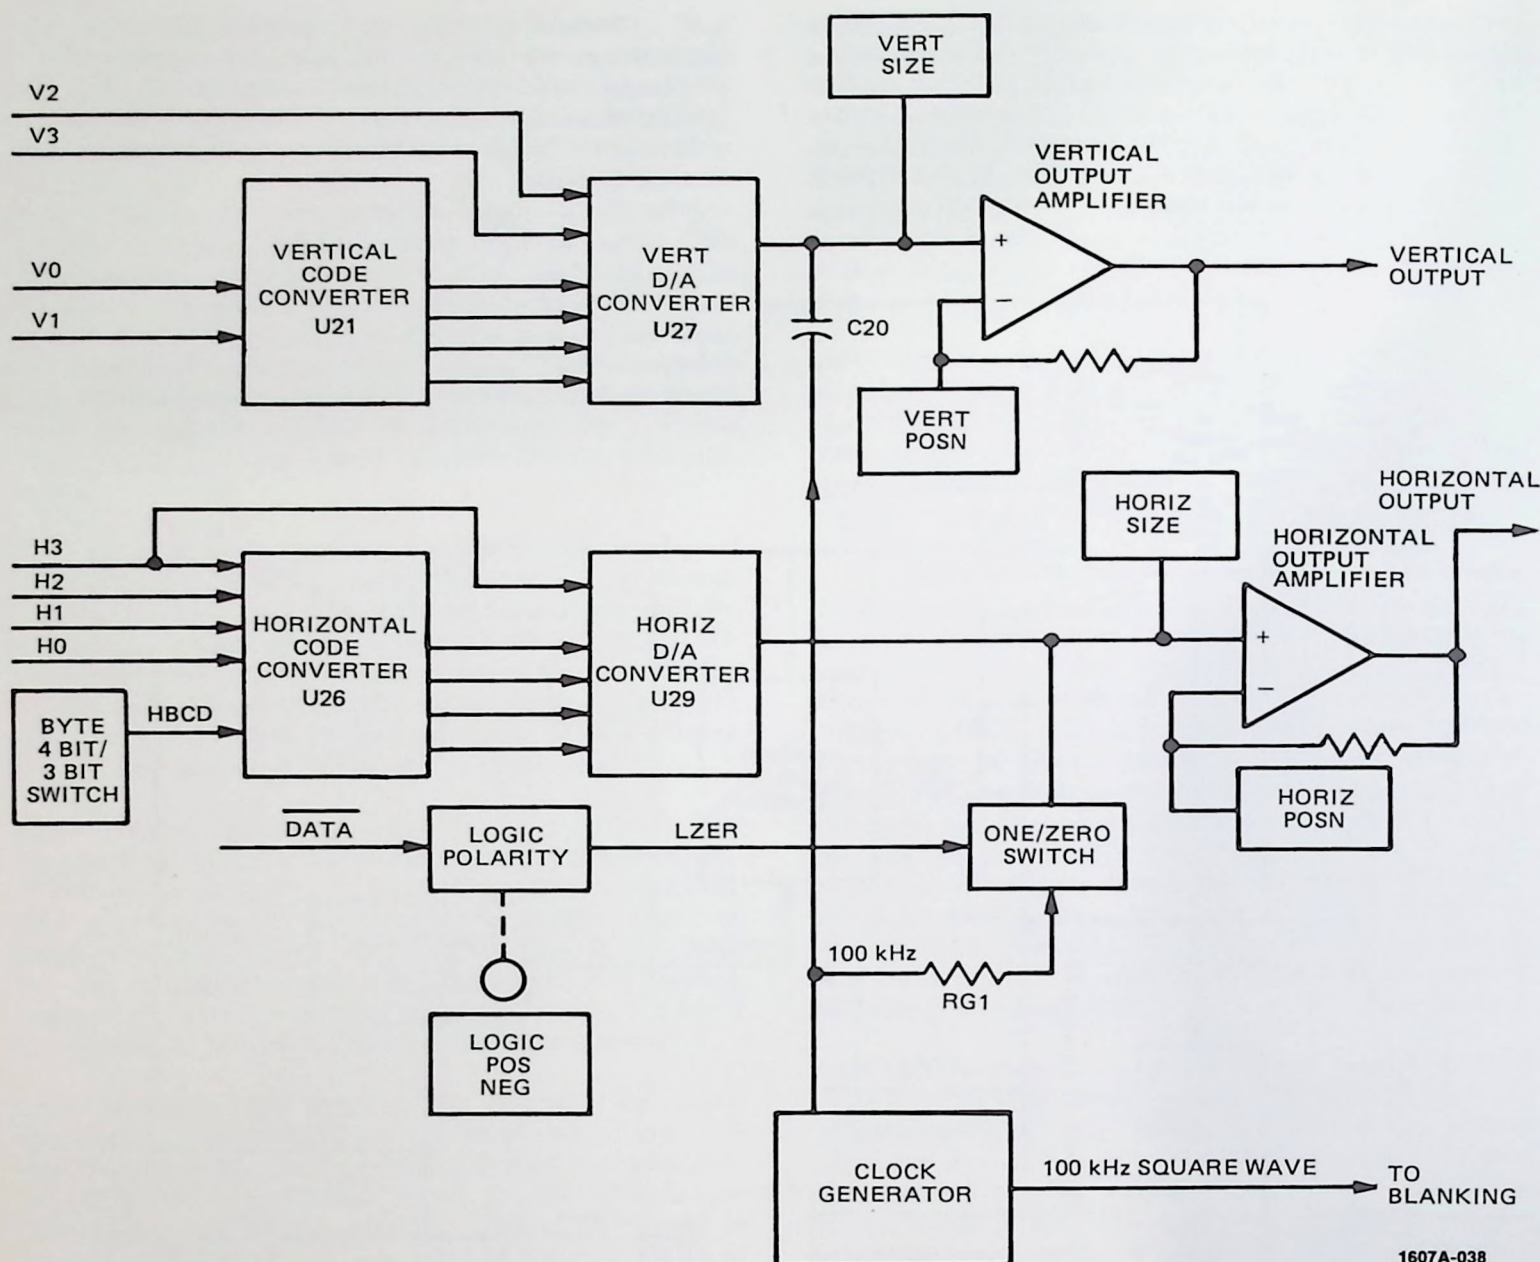 VERT
SIZE
V2
V3
VERTICAL
OUTPUT
AMPLIFIER
VERTICAL
CODE
CONVERTER
U21
VERT
D/A
CONVERTER
U27
+
−
VERTICAL
OUTPUT
V0
V1
C20
VERT
POSN
HORIZONTAL
OUTPUT
HORIZ
SIZE
HORIZONTAL
OUTPUT
AMPLIFIER
H3
H2
H1
H0
HORIZONTAL
CODE
CONVERTER
U26
HORIZ
D/A
CONVERTER
U29
+
−
BYTE
4 BIT/
3 BIT
SWITCH
HBCD
HORIZ
POSN
DATA
LOGIC
POLARITY
LZER
ONE/ZERO
SWITCH
100 kHz
RG1
LOGIC
POS
NEG
CLOCK
GENERATOR
100 kHz SQUARE WAVE
TO
BLANKING
1607A-038